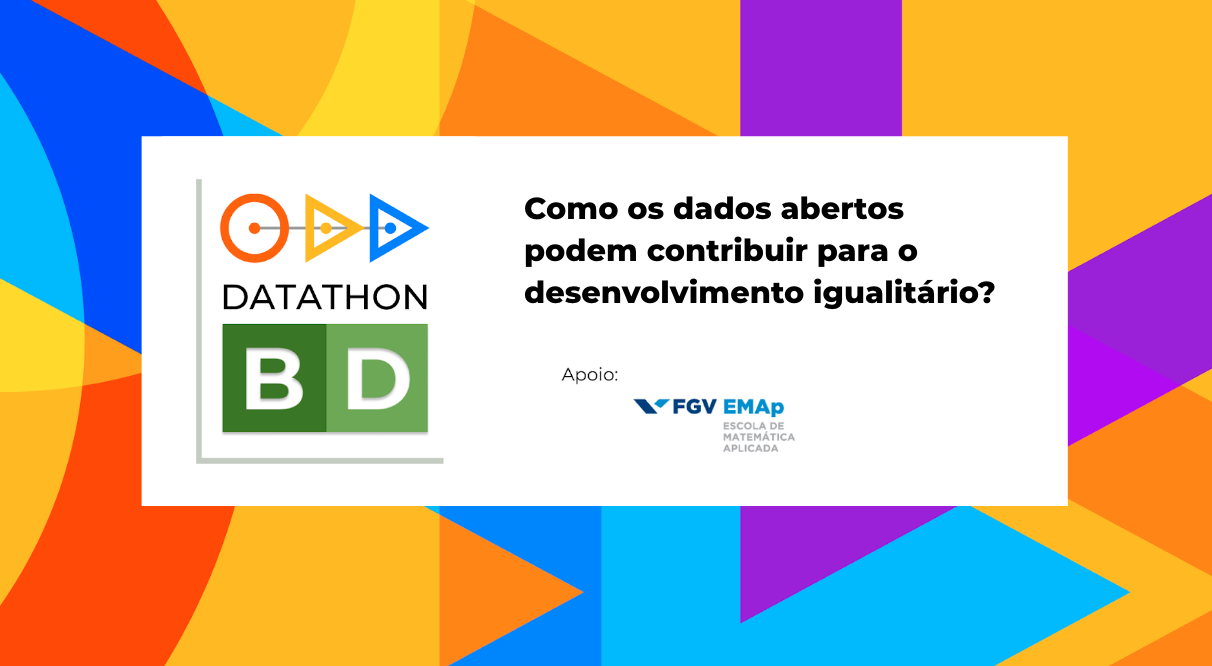 DATATHON
BD
Como os dados abertos
podem contribuir para o
desenvolvimento igualitário?
Apoio:
FGV EMAp
ESCOLA DE
MATEMÁTICA
APLICADA